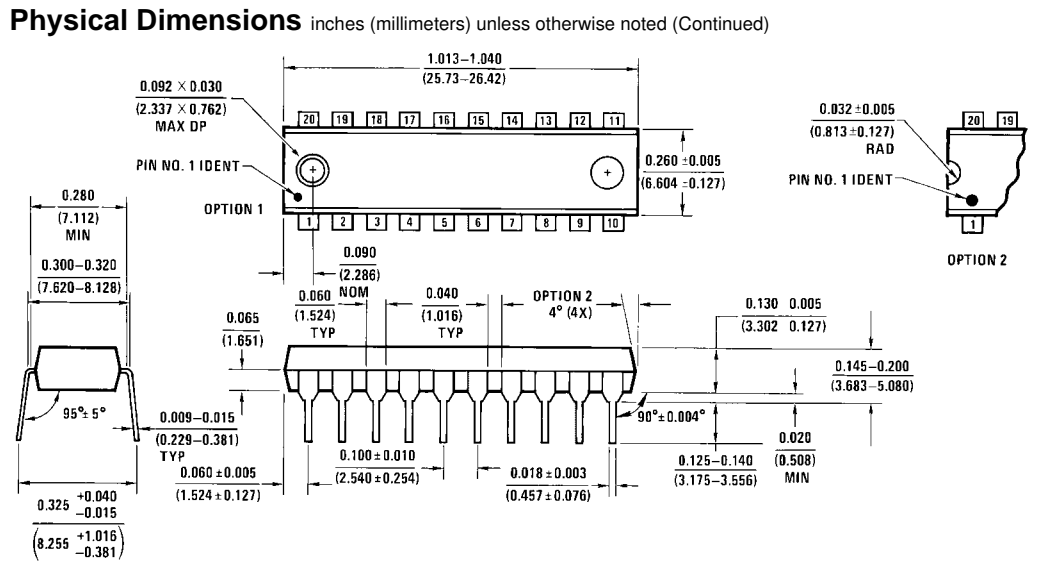 Physical Dimensions inches (millimeters) unless otherwise noted (Continued)
1.013–1.040
(25.73–26.42)
0.092 × 0.030
(2.337 × 0.762)
MAX DP
20 19 18 17 16 15 14 13 12 11
PIN NO. 1 IDENT
OPTION 1
1 2 3 4 5 6 7 8 9 10
0.260 ±0.005
(6.604 ±0.127)
0.032 ±0.005
(0.813 ±0.127)
RAD
20 19
PIN NO. 1 IDENT
1
OPTION 2
0.280
(7.112)
MIN
0.300–0.320
(7.620–8.128)
0.090
(2.286)
NOM
0.065
(1.651)
0.060
(1.524)
TYP
0.040
(1.016)
TYP
OPTION 2
4° (4X)
0.130 0.005
(3.302 0.127)
0.145–0.200
(3.683–5.080)
95° ± 5°
0.009–0.015
(0.229–0.381)
TYP
90° ±0.004°
0.020
(0.508)
MIN
0.125–0.140
(3.175–3.556)
0.060 ±0.005
(1.524 ±0.127)
0.100 ±0.010
(2.540 ±0.254)
0.018 ±0.003
(0.457 ±0.076)
0.325 +0.040 −0.015
(8.255 +1.016 −0.381)